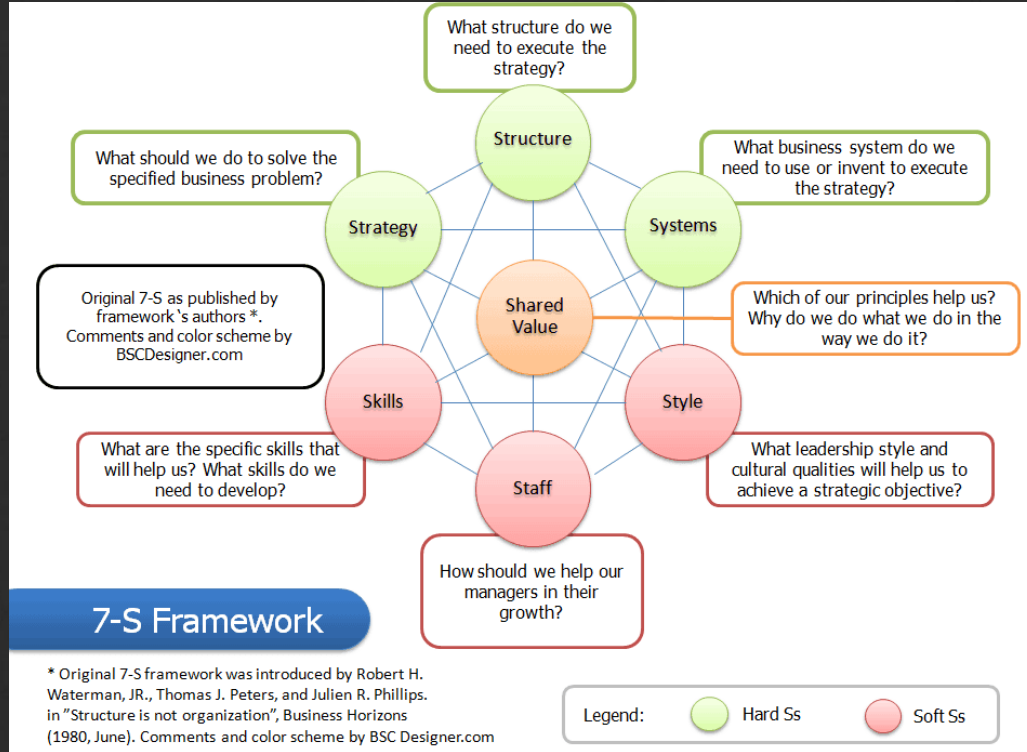 What structure do we
need to execute the
strategy?
Structure
What should we do to solve the
specified business problem?
What business system do we
need to use or invent to execute
the strategy?
Strategy
Systems
Original 7-S as published by
framework`s authors *.
Comments and color scheme by
BSCDesigner.com
Shared
Value
Which of our principles help us?
Why do we do what we do in the
way we do it?
Skills
Style
What are the specific skills that
will help us? What skills do we
need to develop?
What leadership style and
cultural qualities will help us to
achieve a strategic objective?
Staff
How should we help our
managers in their
growth?
7-S Framework
* Original 7-S framework was introduced by Robert H.
Waterman, JR., Thomas J. Peters, and Julien R. Phillips.
in ”Structure is not organization”, Business Horizons
(1980, June). Comments and color scheme by BSC Designer.com
Legend:
Hard Ss
Soft Ss